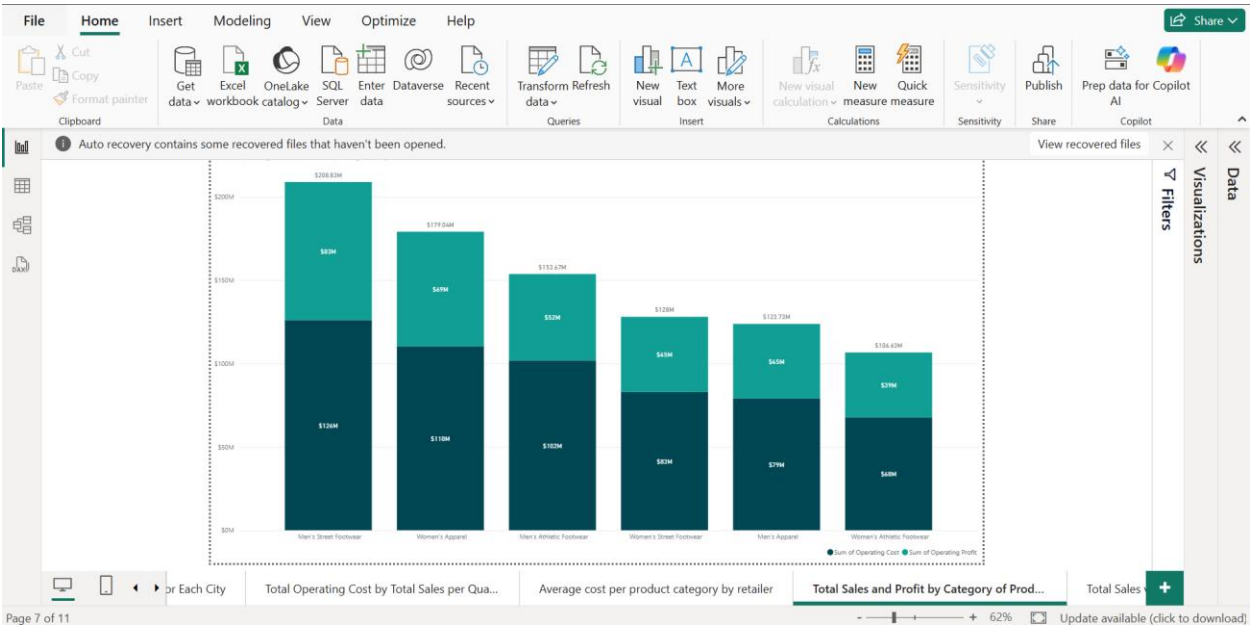 File Home Insert Modeling View Optimize Help Share
Paste
Cut
Copy
Format painter
Get data
Excel workbook
OneLake catalog
SQL Server
Enter data
Dataverse
Recent sources
Transform data
Refresh
New visual
Text box
More visuals
New visual calculation
New measure
Quick measure
Sensitivity
Publish
Prep data for AI
Copilot
Clipboard Data Queries Insert Calculations Sensitivity Share Copilot
Auto recovery contains some recovered files that haven't been opened. View recovered files
Filters
Visualizations
Data
$208.83M
$200M
$179.04M
$83M
$153.67M
$150M
$69M
$128M
$52M
$123.73M
$106.63M
$45M
$45M
$100M
$39M
$126M
$110M
$102M
$50M
$83M
$79M
$68M
$0M
Men's Street Footwear Women's Apparel Men's Athletic Footwear Women's Street Footwear Men's Apparel Women's Athletic Footwear
Sum of Operating Cost Sum of Operating Profit
or Each City Total Operating Cost by Total Sales per Qua... Average cost per product category by retailer Total Sales and Profit by Category of Prod... Total Sales
Page 7 of 11 - + 62% Update available (click to download)